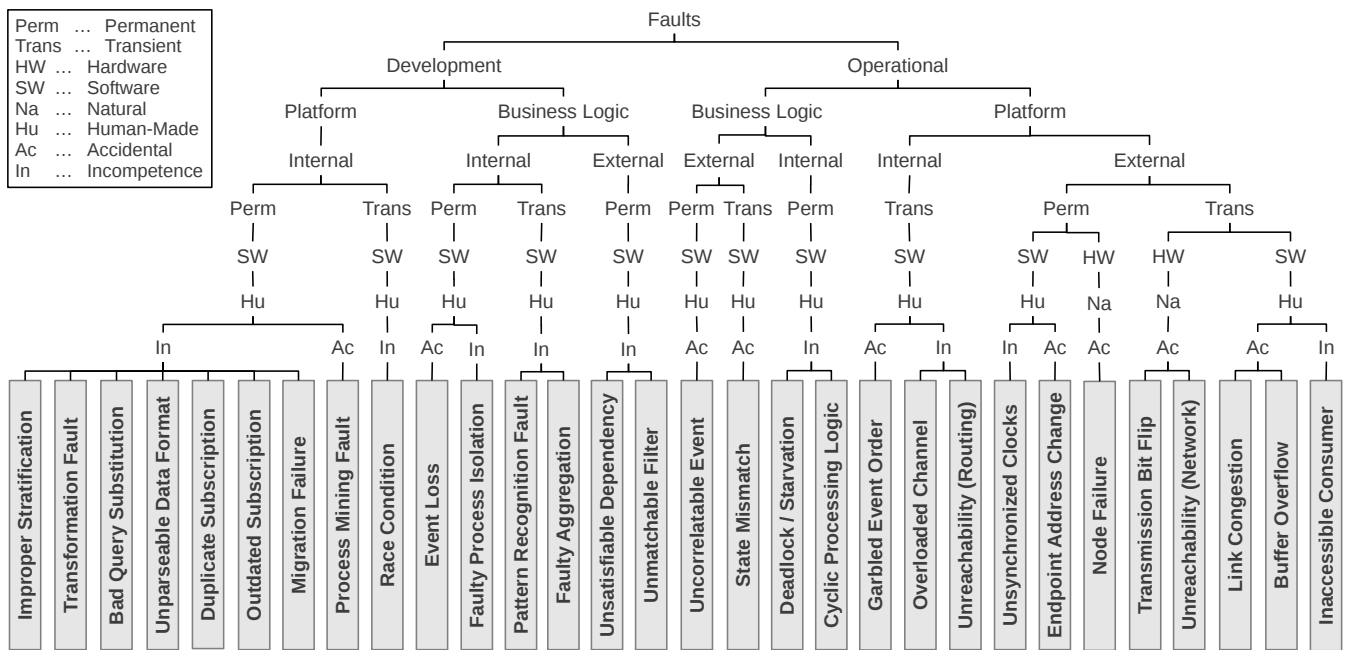 Perm ... Permanent
Trans ... Transient
HW ... Hardware
SW ... Software
Na ... Natural
Hu ... Human-Made
Ac ... Accidental
In ... Incompetence
Faults
Development Operational
Platform Business Logic Business Logic Platform
Internal Internal External External Internal Internal External
Perm Trans Perm Trans Perm Perm Trans Perm Trans Perm Trans
SW SW SW SW SW SW SW SW SW SW HW HW SW
Hu Hu Hu Hu Hu Hu Hu Hu Hu Hu Na Na Hu
In Ac In Ac In In In Ac Ac In Ac In In Ac Ac Ac Ac In
Improper Stratification
Transformation Fault
Bad Query Substitution
Unparseable Data Format
Duplicate Subscription
Outdated Subscription
Migration Failure
Process Mining Fault
Race Condition
Event Loss
Faulty Process Isolation
Pattern Recognition Fault
Faulty Aggregation
Unsatisfiable Dependency
Unmatchable Filter
Uncorrelatable Event
State Mismatch
Deadlock / Starvation
Cyclic Processing Logic
Garbled Event Order
Overloaded Channel
Unreachability (Routing)
Unsynchronized Clocks
Endpoint Address Change
Node Failure
Transmission Bit Flip
Unreachability (Network)
Link Congestion
Buffer Overflow
Inaccessible Consumer